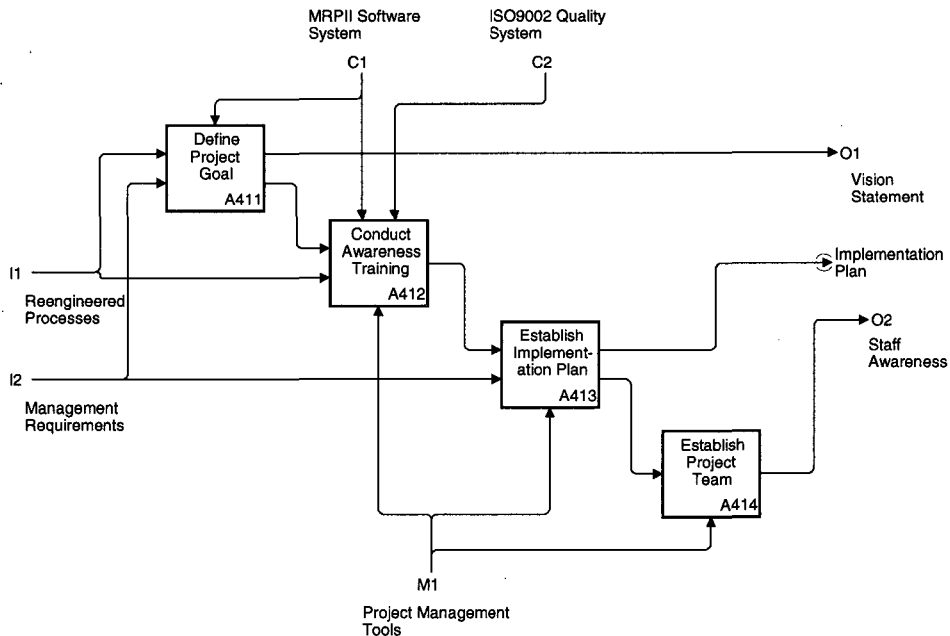 MRPII Software
System
C1
ISO9002 Quality
System
C2
Define
Project
Goal
A411
O1
Vision
Statement
Conduct
Awareness
Training
A412
I1
Reengineered
Processes
Implementation
Plan
Establish
Implement-
ation Plan
A413
O2
Staff
Awareness
I2
Management
Requirements
Establish
Project
Team
A414
M1
Project Management
Tools